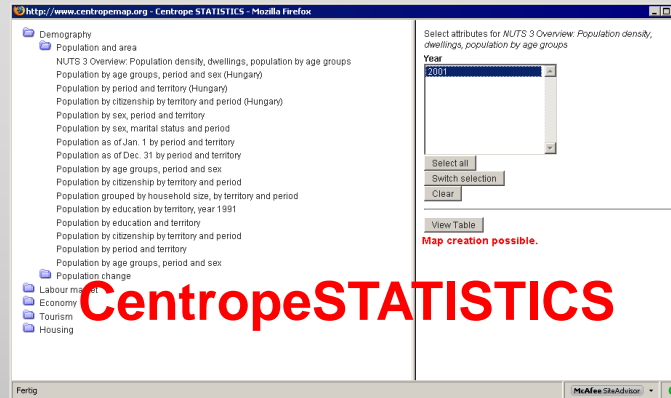 http://www.centropemap.org - Centrope STATISTICS - Mozilla Firefox
Demography
Population and area
NUTS 3 Overview: Population density, dwellings, population by age groups
Population by age groups, period and sex (Hungary)
Population by period and territory (Hungary)
Population by citizenship by territory and period (Hungary)
Population by sex, period and territory
Population by sex, marital status and period
Population as of Jan. 1 by period and territory
Population as of Dec. 31 by period and territory
Population by age groups, period and sex
Population by citizenship by territory and period
Population grouped by household size, by territory and period
Population by education by territory, year 1991
Population by education and territory
Population by citizenship by territory and period
Population by period and territory
Population by age groups, period and sex
Population change
Labour market
Economy
Tourism
Housing
Select attributes for NUTS 3 Overview: Population density,
dwellings, population by age groups
Year
2001
Select all
Switch selection
Clear
View Table
Map creation possible.
CentropeSTATISTICS
Fertig
McAfee SiteAdvisor